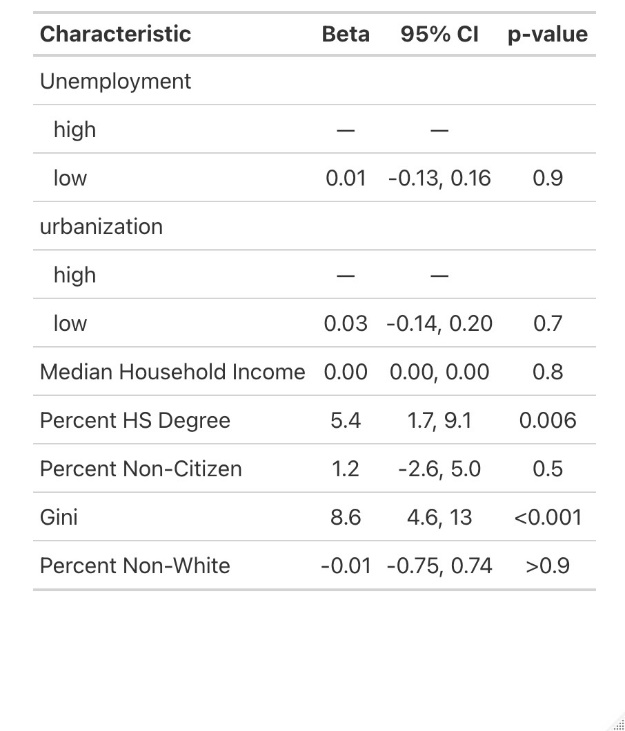 Characteristic Beta 95% CI p-value
Unemployment
high — —
low 0.01 -0.13, 0.16 0.9
urbanization
high — —
low 0.03 -0.14, 0.20 0.7
Median Household Income 0.00 0.00, 0.00 0.8
Percent HS Degree 5.4 1.7, 9.1 0.006
Percent Non-Citizen 1.2 -2.6, 5.0 0.5
Gini 8.6 4.6, 13 <0.001
Percent Non-White -0.01 -0.75, 0.74 >0.9